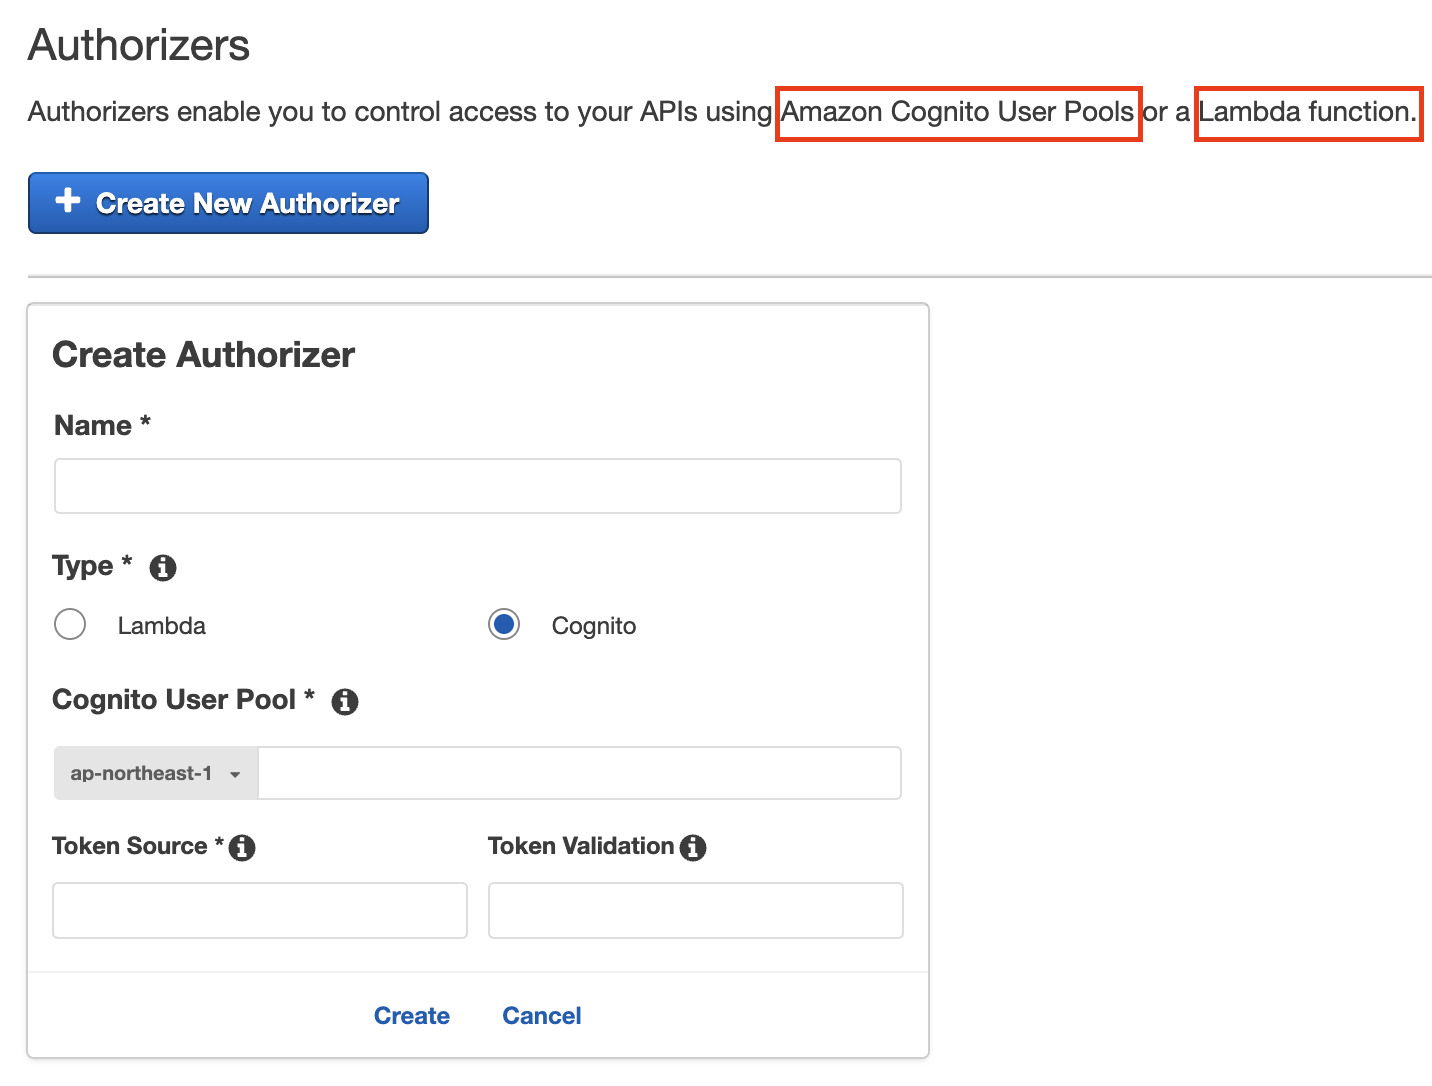 Authorizers
Authorizers enable you to control access to your APIs using Amazon Cognito User Pools or a Lambda function.
+ Create New Authorizer
Create Authorizer
Name *
Type *
Lambda Cognito
Cognito User Pool *
ap-northeast-1
Token Source * Token Validation
Create Cancel